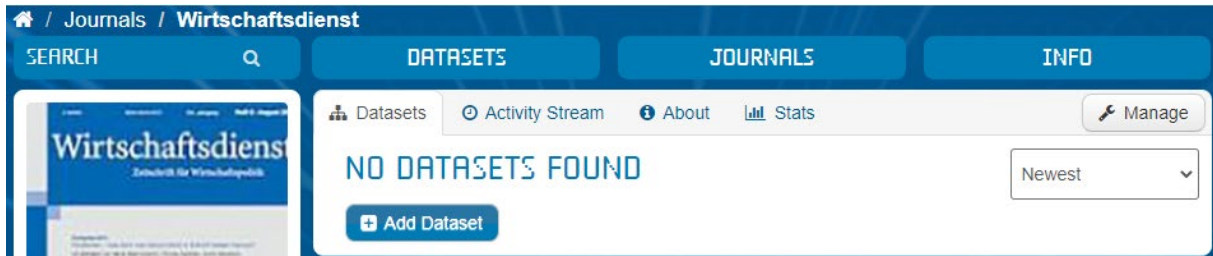 / Journals / Wirtschaftsdienst
SEARCH
DATASETS
JOURNALS
INFO
Wirtschaftsdienst
Zeitschrift für Wirtschaftspolitik
Datasets
Activity Stream
About
Stats
Manage
NO DATASETS FOUND
Newest
Add Dataset